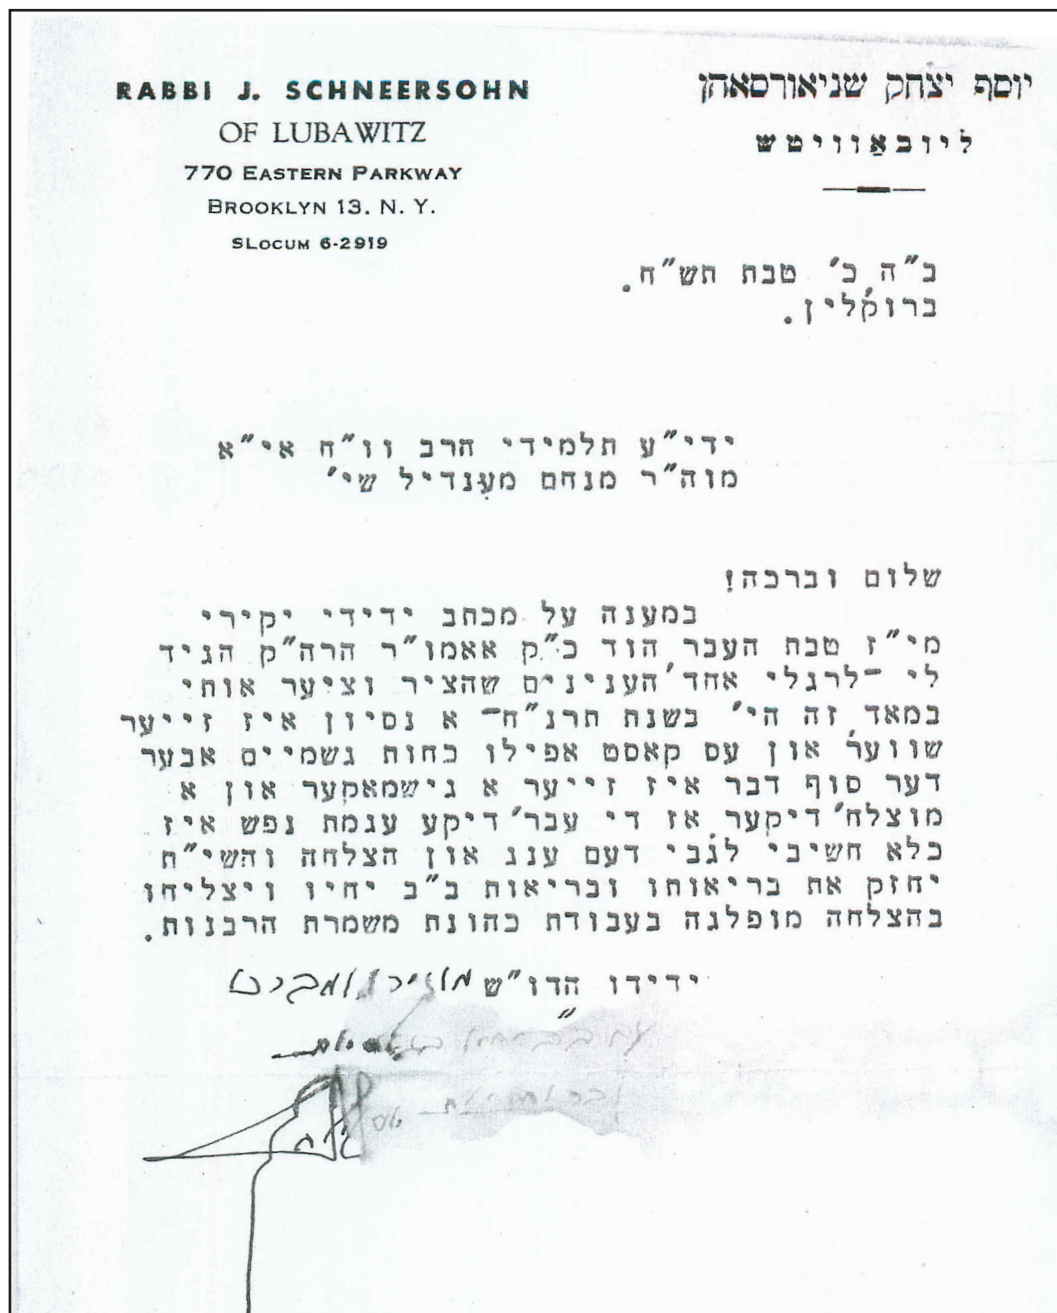 RABBI J. SCHNEERSOHN
OF LUBAWITZ
770 EASTERN PARKWAY
BROOKLYN 13. N. Y.
SLOCUM 6-2919
יוסף יצחק שניאורסאהן
ליובאַוויטש
ב"ה, כ' טבת תש"ח.
ברוקלין.
ידי"ע תלמידי הרב וו"ח אי"א
מוה"ר מנחם מענדיל שי'
שלום וברכה!
במענה על מכתב ידידי יקירי
מי"ז טבת העבר הוד כ"ק אאמו"ר הרה"ק הגיד
לי -לרגלי אחד הענינים שהציר וציער אותי
במאד זה הי' בשנת תרנ"ח- א נסיון איז זייער
שווער און עס קאסט אפילו כחות גשמיים אבער
דער סוף דבר איז זייער א גישמאקער און א
מוצלח'דיקער, אז די עבר'דיקע עגמת נפש איז
כלא חשיבי לגבי דעם ענג און הצלחה והשי"ת
יחזק את בריאותו ובריאות ב"ב יחיו ויצליחו
בהצלחה מופלגה בעבודת כהונת משמרת הרבנות.
ידידו הדו"ש מוקירו ומברכו